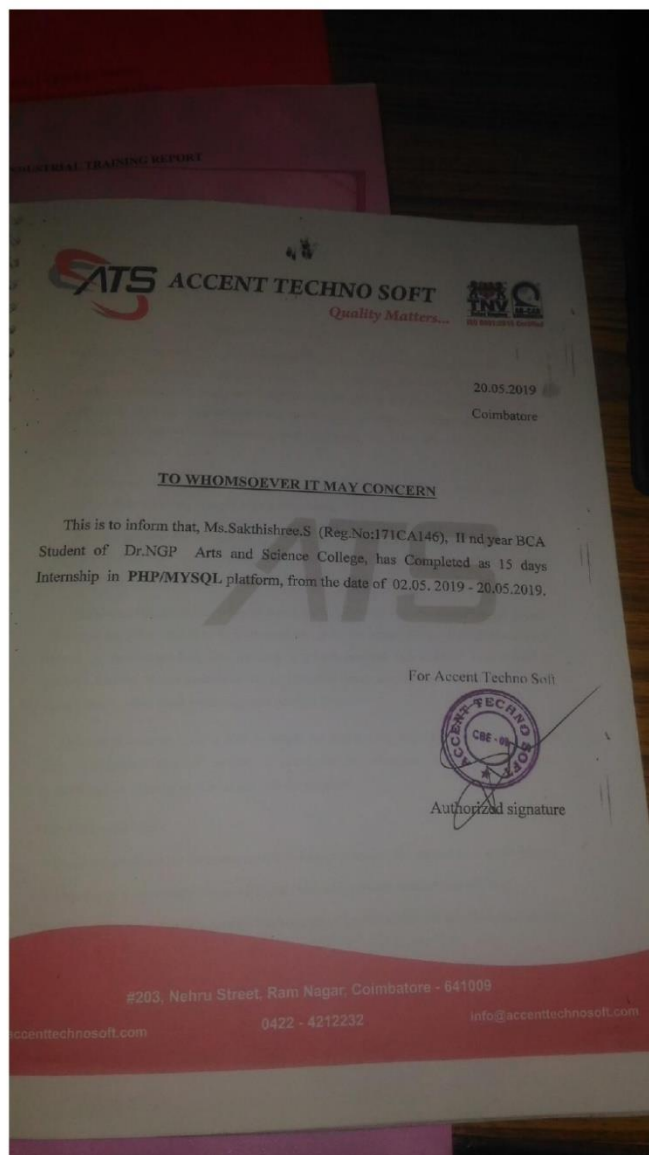 INDUSTRIAL TRAINING REPORT
ATS ACCENT TECHNO SOFT
Quality Matters...
TNV
20.05.2019
Coimbatore
TO WHOMSOEVER IT MAY CONCERN
This is to inform that, Ms.Sakthishree.S (Reg.No:171CA146), II nd year BCA
Student of Dr.NGP Arts and Science College, has Completed as 15 days
Internship in PHP/MYSQL platform, from the date of 02.05. 2019 - 20.05.2019.
ATS
For Accent Techno Soft
ACCENT TECHNO SOFT
CBE - 09
Authorized signature
#203, Nehru Street, Ram Nagar, Coimbatore - 641009
0422 - 4212232
info@accenttechnosoft.com
accenttechnosoft.com